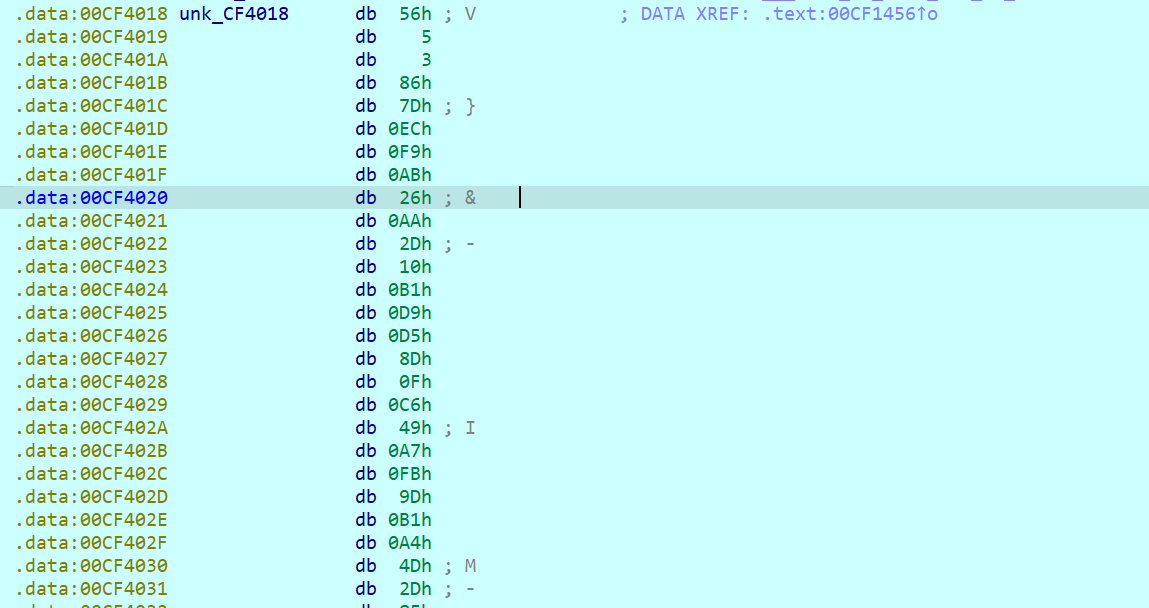 .data:00CF4018 unk_CF4018 db 56h ; V ; DATA XREF: .text:00CF1456↑o
.data:00CF4019 db 5
.data:00CF401A db 3
.data:00CF401B db 86h
.data:00CF401C db 7Dh ; }
.data:00CF401D db 0ECh
.data:00CF401E db 0F9h
.data:00CF401F db 0ABh
.data:00CF4020 db 26h ; &
.data:00CF4021 db 0AAh
.data:00CF4022 db 2Dh ; -
.data:00CF4023 db 10h
.data:00CF4024 db 0B1h
.data:00CF4025 db 0D9h
.data:00CF4026 db 0D5h
.data:00CF4027 db 8Dh
.data:00CF4028 db 0Fh
.data:00CF4029 db 0C6h
.data:00CF402A db 49h ; I
.data:00CF402B db 0A7h
.data:00CF402C db 0FBh
.data:00CF402D db 9Dh
.data:00CF402E db 0B1h
.data:00CF402F db 0A4h
.data:00CF4030 db 4Dh ; M
.data:00CF4031 db 2Dh ; -